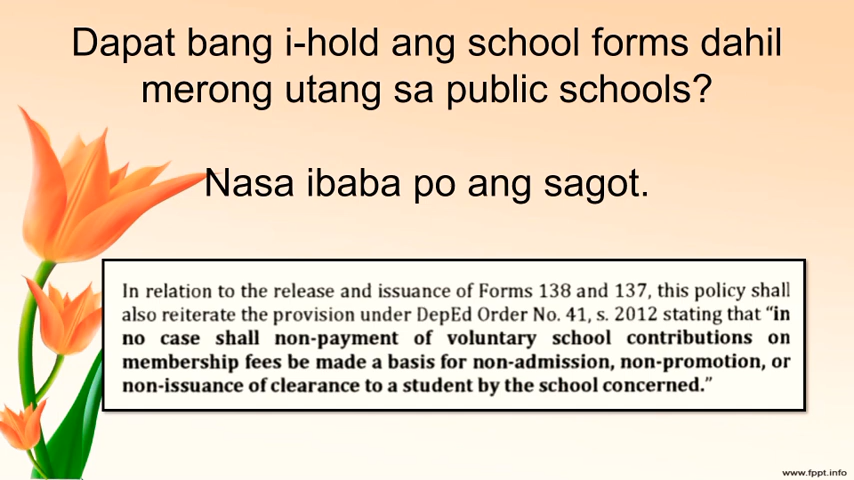 Dapat bang i-hold ang school forms dahil
merong utang sa public schools?
Nasa ibaba po ang sagot.
In relation to the release and issuance of Forms 138 and 137, this policy shall
also reiterate the provision under DepEd Order No. 41, s. 2012 stating that “in
no case shall non-payment of voluntary school contributions on
membership fees be made a basis for non-admission, non-promotion, or
non-issuance of clearance to a student by the school concerned.”
www.fppt.info